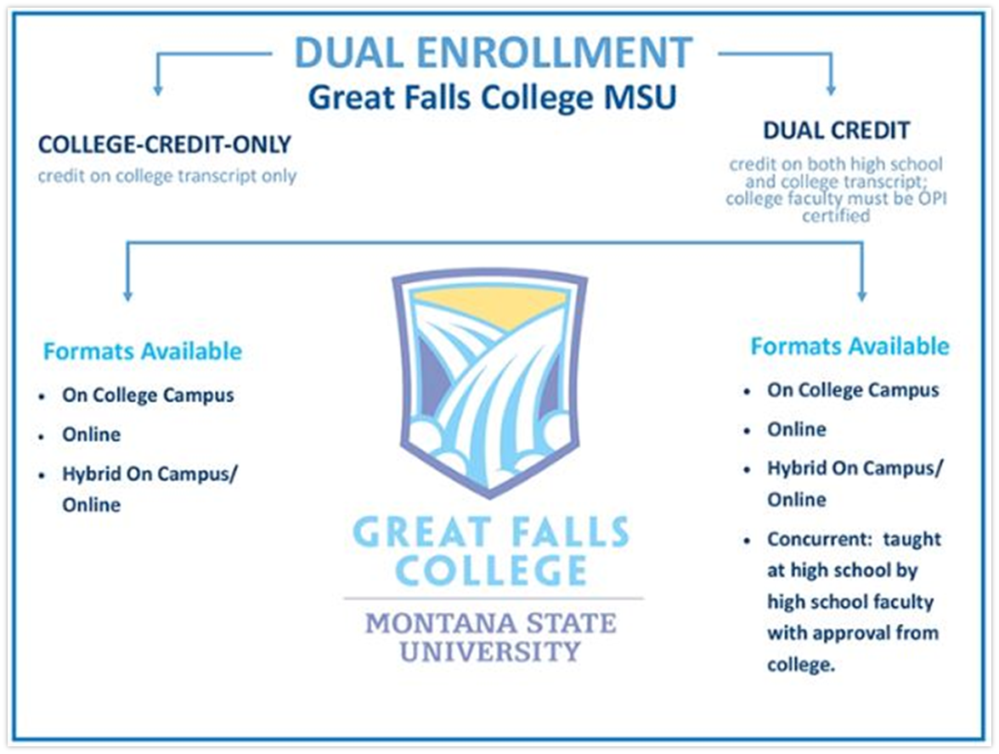 DUAL ENROLLMENT
Great Falls College MSU
COLLEGE-CREDIT-ONLY
credit on college transcript only
DUAL CREDIT
credit on both high school
and college transcript;
college faculty must be OPI
certified
Formats Available
• On College Campus
• Online
• Hybrid On Campus/
Online
GREAT FALLS
COLLEGE
MONTANA STATE
UNIVERSITY
Formats Available
• On College Campus
• Online
• Hybrid On Campus/
Online
• Concurrent:  taught
at high school by
high school faculty
with approval from
college.